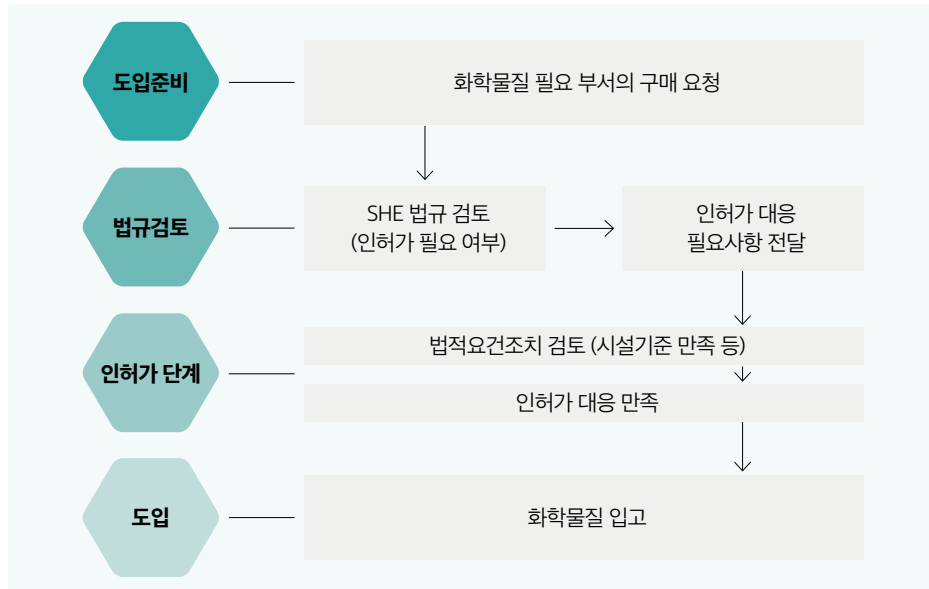 도입준비
화학물질 필요 부서의 구매 요청
법규검토
SHE 법규 검토
(인허가 필요 여부)
인허가 대응
필요사항 전달
인허가 단계
법적요건조치 검토 (시설기준 만족 등)
인허가 대응 만족
도입
화학물질 입고